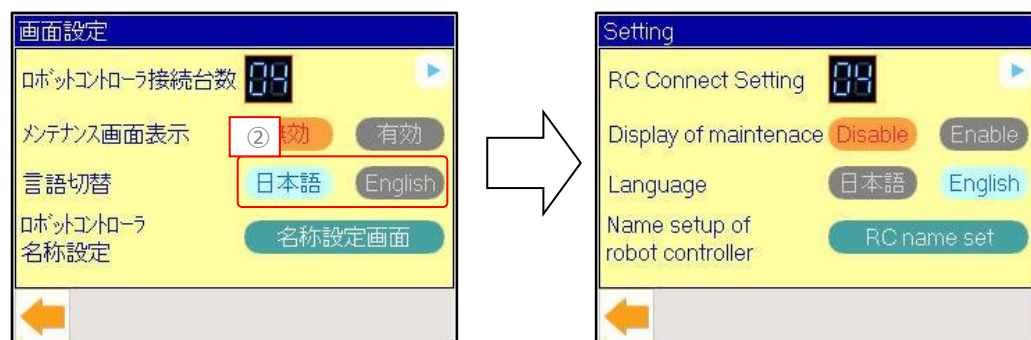 画面設定
ロボットコントローラ接続台数 04
メンテナンス画面表示 ② 効 有効
言語切替 日本語 English
ロボットコントローラ
名称設定 名称設定画面
Setting
RC Connect Setting 04
Display of maintenace Disable Enable
Language 日本語 English
Name setup of
robot controller RC name set